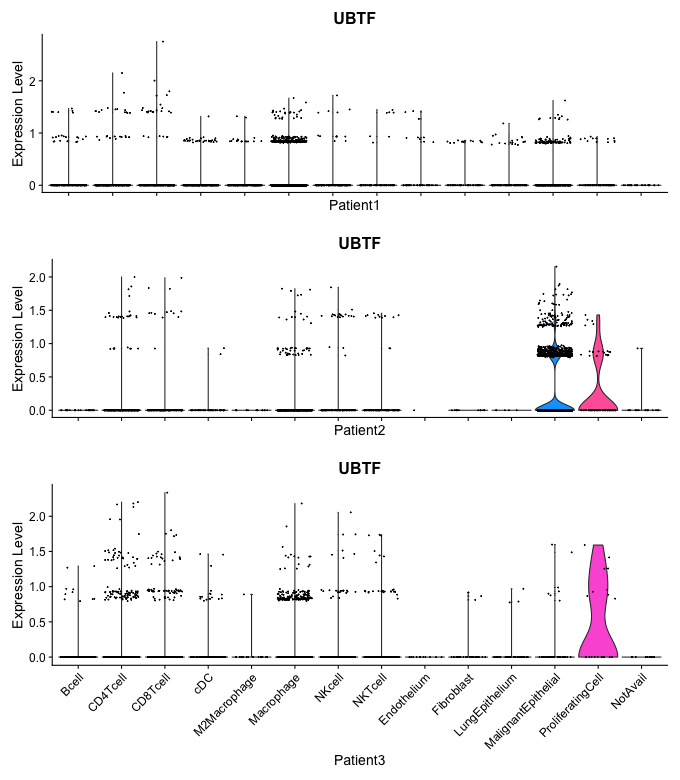 UBTF
Expression Level
2
1
0
Patient1
UBTF
Expression Level
2.0
1.5
1.0
0.5
0.0
Patient2
UBTF
Expression Level
2.0
1.5
1.0
0.5
0.0
Bcell
CD4Tcell
CD8Tcell
cDC
M2Macrophage
Macrophage
NKcell
NKTcell
Endothelium
Fibroblast
LungEpithelium
MalignantEpithelial
ProliferatingCell
NotAvail
Patient3